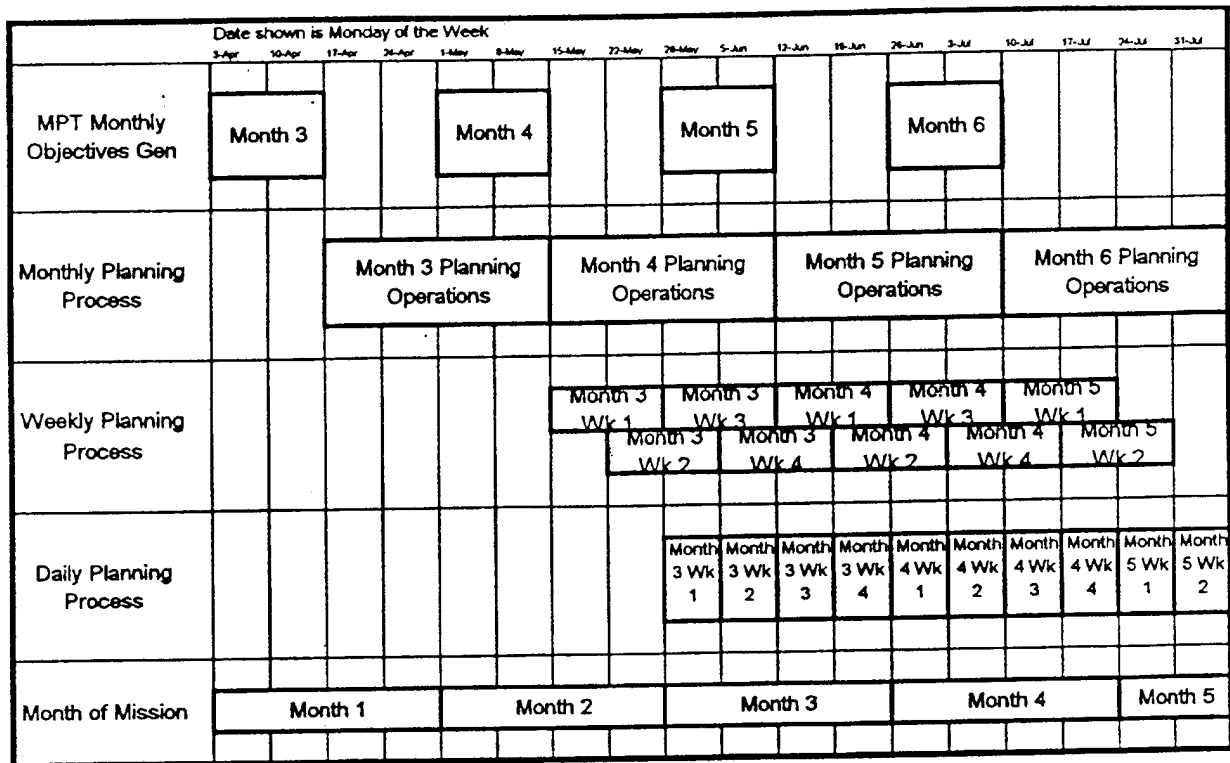 Date shown is Monday of the Week
3-Apr 10-Apr 17-Apr 24-Apr 1-May 8-May 15-May 22-May 29-May 5-Jun 12-Jun 19-Jun 26-Jun 3-Jul 10-Jul 17-Jul 24-Jul 31-Jul
MPT Monthly
Objectives Gen
Month 3
Month 4
Month 5
Month 6
Monthly Planning
Process
Month 3 Planning
Operations
Month 4 Planning
Operations
Month 5 Planning
Operations
Month 6 Planning
Operations
Weekly Planning
Process
Month 3
Wk 1
Month 3
Wk 3
Month 4
Wk 1
Month 4
Wk 3
Month 5
Wk 1
Month 3
Wk 2
Month 3
Wk 4
Month 4
Wk 2
Month 4
Wk 4
Month 5
Wk 2
Daily Planning
Process
Month
3 Wk
1
Month
3 Wk
2
Month
3 Wk
3
Month
3 Wk
4
Month
4 Wk
1
Month
4 Wk
2
Month
4 Wk
3
Month
4 Wk
4
Month
5 Wk
1
Month
5 Wk
2
Month of Mission
Month 1
Month 2
Month 3
Month 4
Month 5